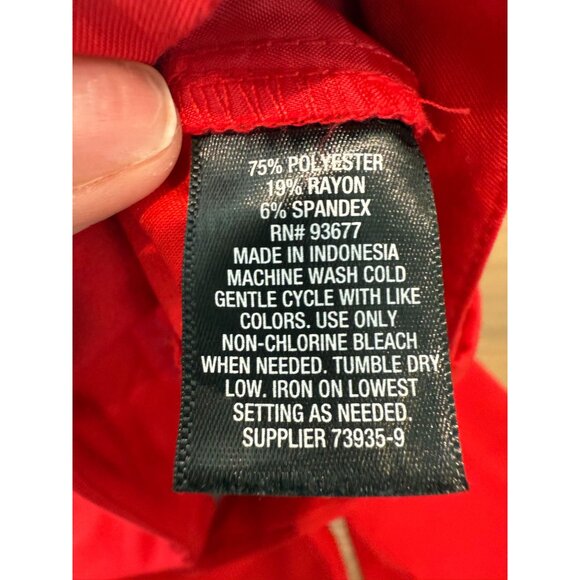 75% POLYESTER
19% RAYON
6% SPANDEX
RN# 93677
MADE IN INDONESIA
MACHINE WASH COLD
GENTLE CYCLE WITH LIKE
COLORS. USE ONLY
NON-CHLORINE BLEACH
WHEN NEEDED. TUMBLE DRY
LOW. IRON ON LOWEST
SETTING AS NEEDED.
SUPPLIER 73935-9